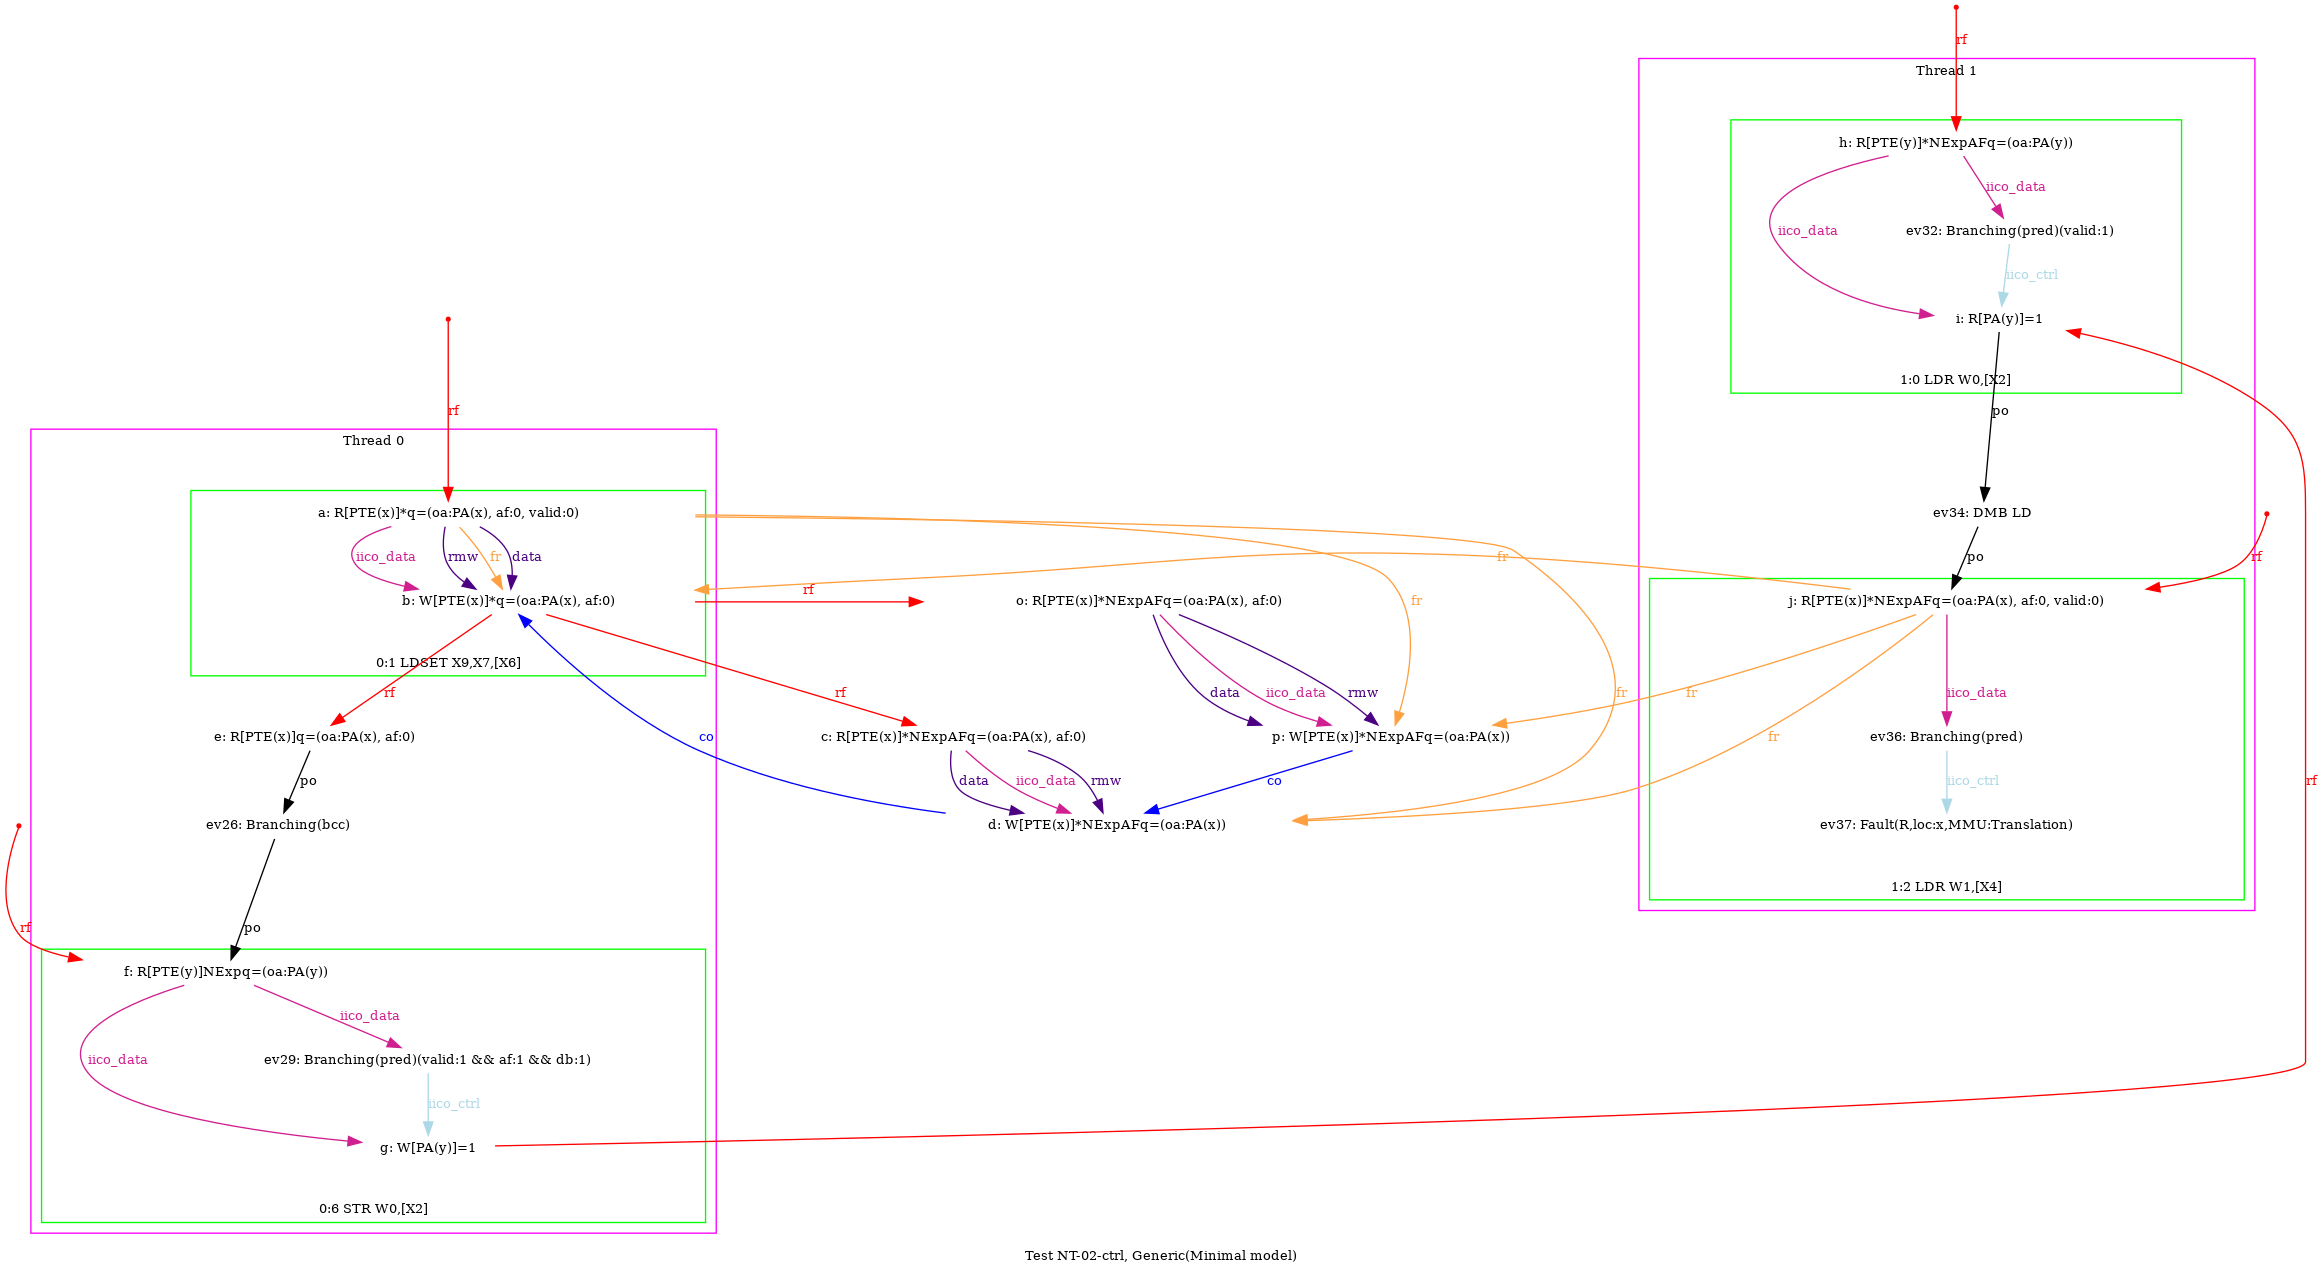 rf
Thread 1
h: R[PTE(y)]*NExpAFq=(oa:PA(y))
iico_data
iico_data
ev32: Branching(pred)(valid:1)
iico_ctrl
i: R[PA(y)]=1
1:0 LDR W0,[X2]
po
rf
Thread 0
a: R[PTE(x)]*q=(oa:PA(x), af:0, valid:0)
ev34: DMB LD
iico_data
rmw
fr
data
fr
po
rf
b: W[PTE(x)]*q=(oa:PA(x), af:0)
rf
o: R[PTE(x)]*NExpAFq=(oa:PA(x), af:0)
fr
j: R[PTE(x)]*NExpAFq=(oa:PA(x), af:0, valid:0)
0:1 LDSET X9,X7,[X6]
rf
rf
data
iico_data
rmw
fr
fr
iico_data
e: R[PTE(x)]q=(oa:PA(x), af:0)
co
c: R[PTE(x)]*NExpAFq=(oa:PA(x), af:0)
p: W[PTE(x)]*NExpAFq=(oa:PA(x))
fr
ev36: Branching(pred)
po
data
iico_data
rmw
co
iico_ctrl
rf
ev26: Branching(bcc)
d: W[PTE(x)]*NExpAFq=(oa:PA(x))
ev37: Fault(R,loc:x,MMU:Translation)
1:2 LDR W1,[X4]
rf
po
f: R[PTE(y)]NExpq=(oa:PA(y))
iico_data
iico_data
ev29: Branching(pred)(valid:1 && af:1 && db:1)
iico_ctrl
g: W[PA(y)]=1
0:6 STR W0,[X2]
Test NT-02-ctrl, Generic(Minimal model)